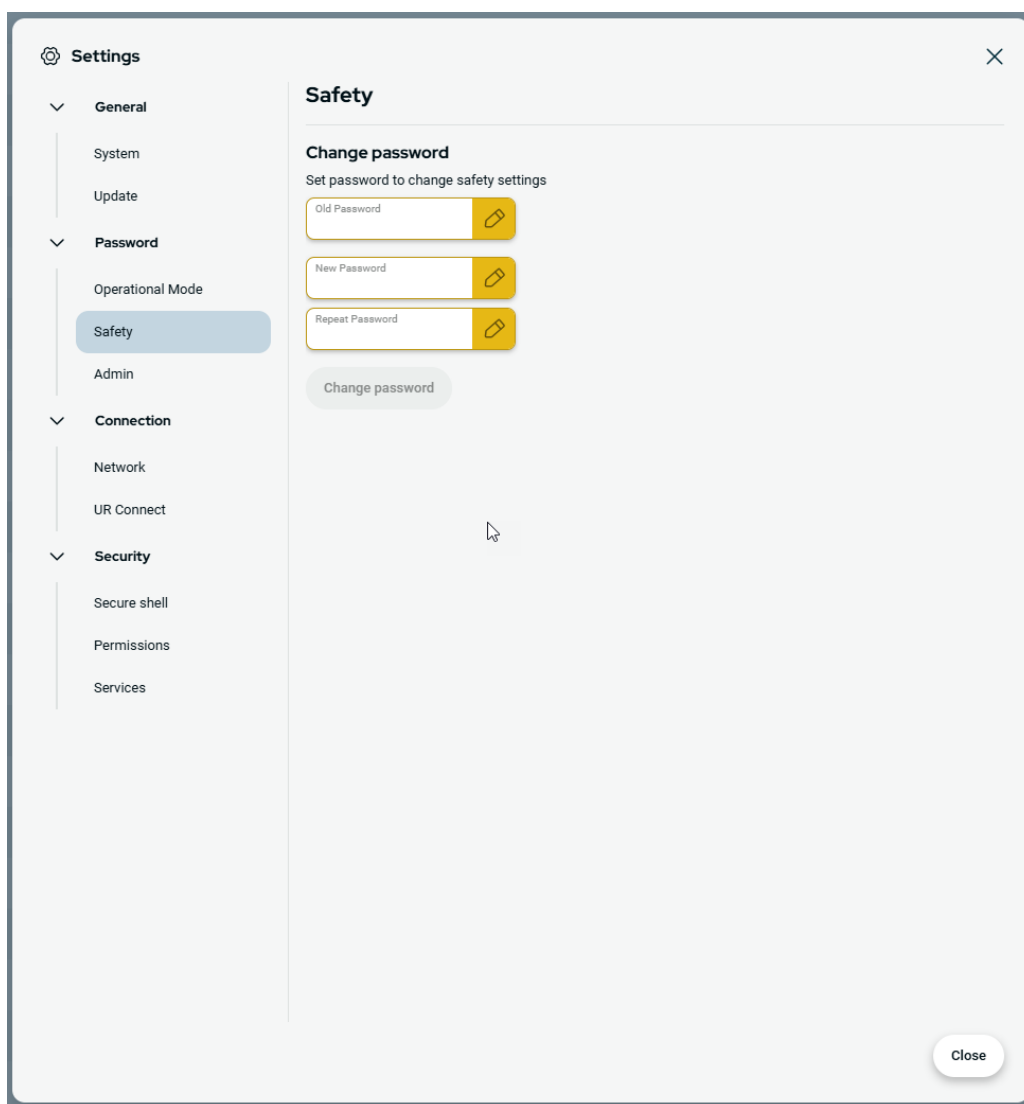 Settings
General
System
Update
Password
Operational Mode
Safety
Admin
Connection
Network
UR Connect
Security
Secure shell
Permissions
Services
Safety
Change password
Set password to change safety settings
Old Password
New Password
Repeat Password
Change password
Close